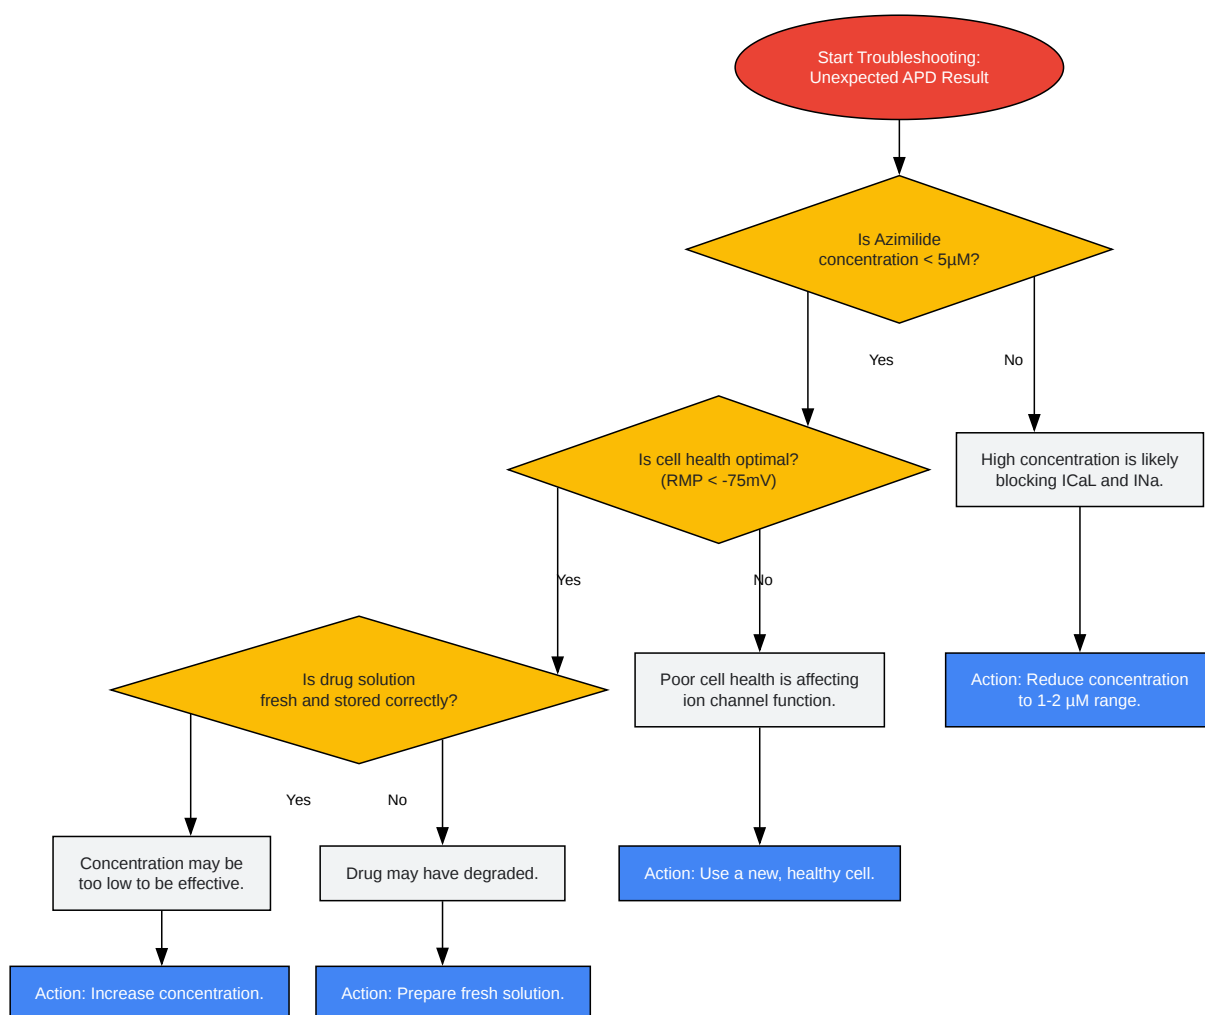 Start Troubleshooting:
Unexpected APD Result
Is Azimilide
concentration < 5µM?
Yes
No
Is cell health optimal?
(RMP < -75mV)
High concentration is likely
blocking ICaL and INa.
Yes
No
Is drug solution
fresh and stored correctly?
Poor cell health is affecting
ion channel function.
Action: Reduce concentration
to 1-2 µM range.
Yes
No
Concentration may be
too low to be effective.
Drug may have degraded.
Action: Use a new, healthy cell.
Action: Increase concentration.
Action: Prepare fresh solution.